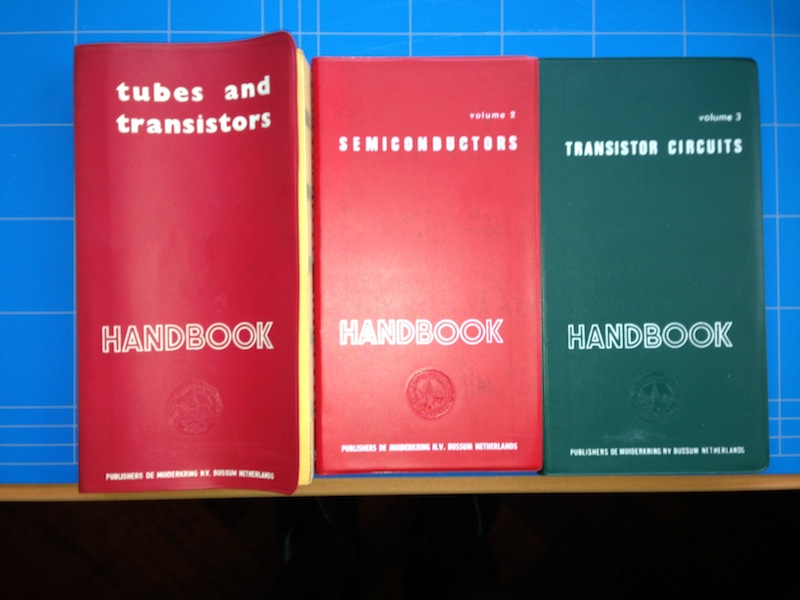 tubes and
transistors
HANDBOOK
PUBLISHERS DE MUIDERKRING N.V. BUSSUM NETHERLANDS
volume 2
SEMICONDUCTORS
HANDBOOK
PUBLISHERS DE MUIDERKRING N.V. BUSSUM NETHERLANDS
volume 3
TRANSISTOR CIRCUITS
HANDBOOK
PUBLISHERS DE MUIDERKRING NV BUSSUM NETHERLANDS